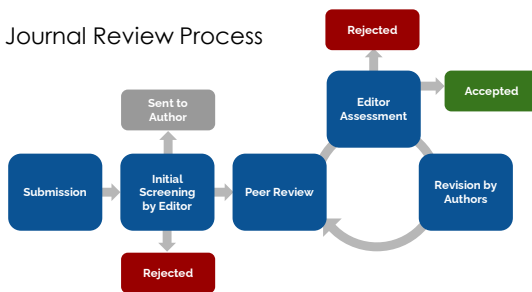 Journal Review Process
Rejected
Accepted
Editor
Assessment
Sent to
Author
Submission
Initial
Screening
by Editor
Peer Review
Revision by
Authors
Rejected